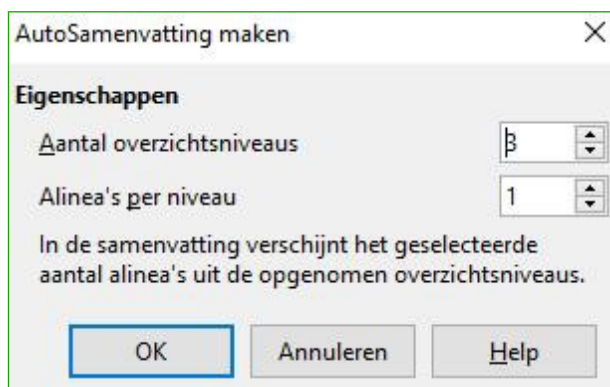 AutoSamenvatting maken
Eigenschappen
Aantal overzichtsniveaus 3
Alinea's per niveau 1
In de samenvatting verschijnt het geselecteerde
aantal alinea's uit de opgenomen overzichtsniveaus.
OK Annuleren Help